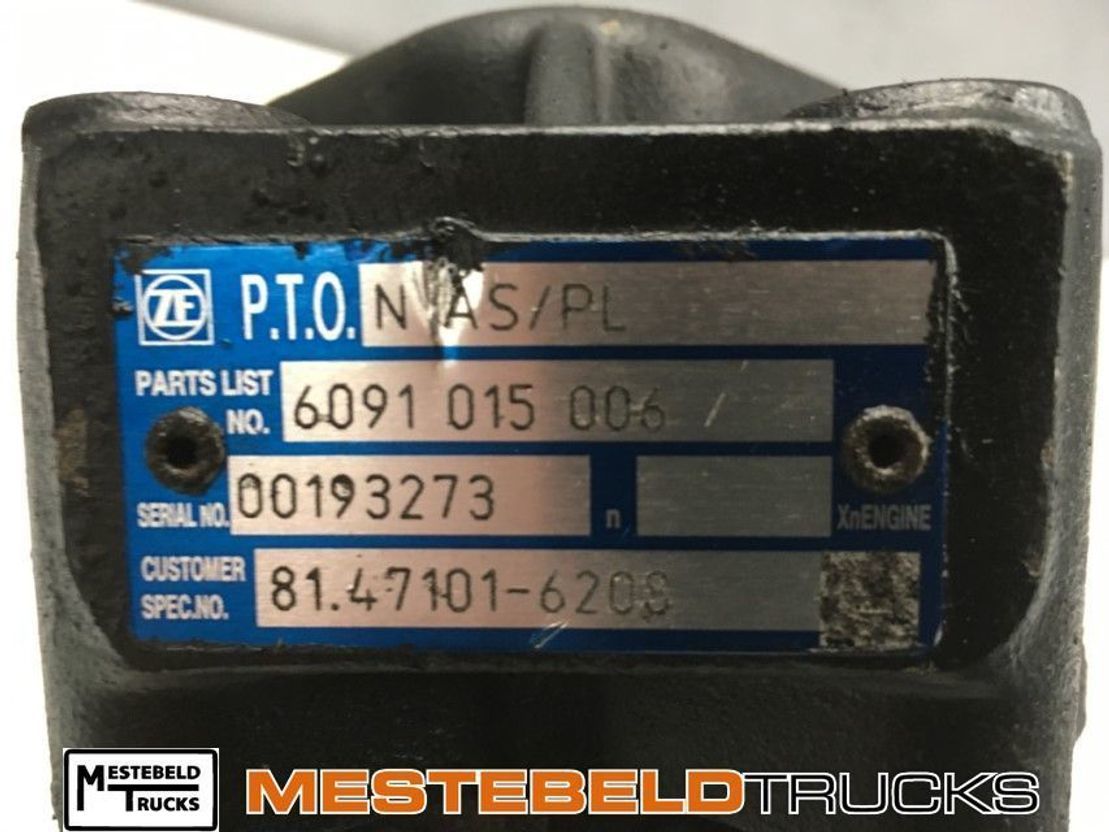 ZF P.T.O. N AS/PL
PARTS LIST NO. 6091 015 006 /
SERIAL NO. 00193273 n XnENGINE
CUSTOMER SPEC.NO. 81.47101-6208
MESTEBELD TRUCKS
MESTEBELDTRUCKS